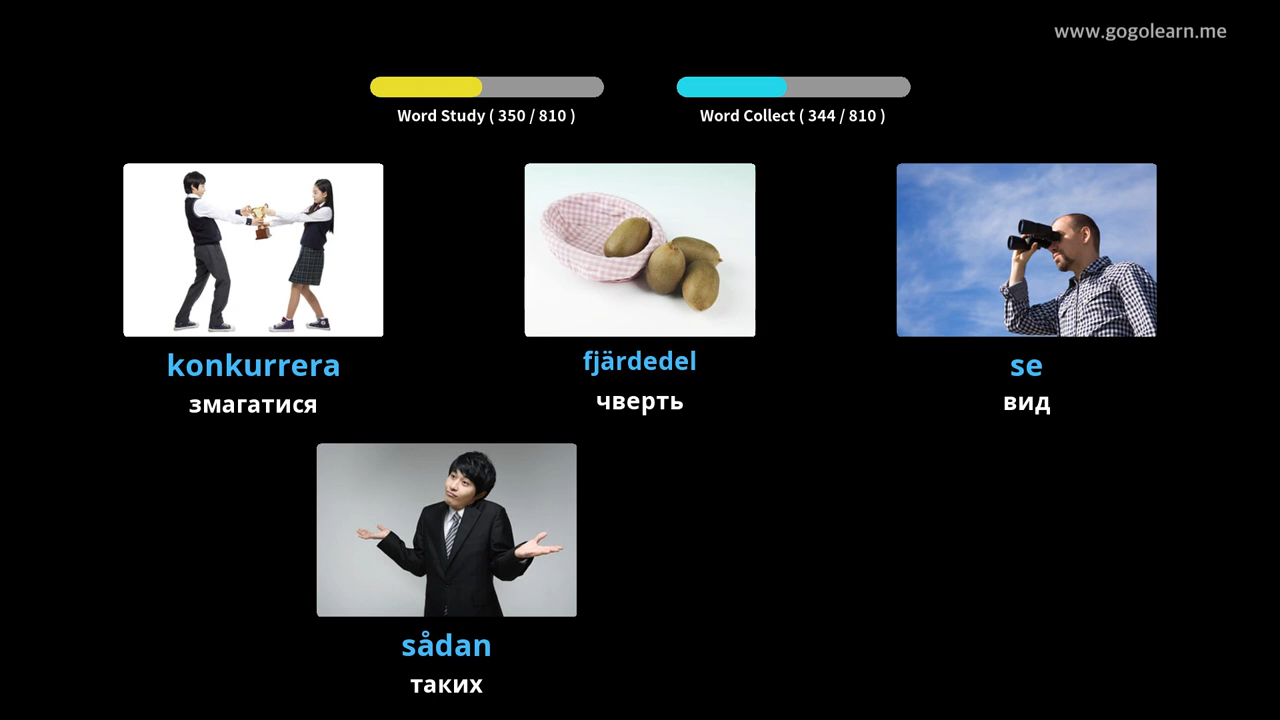 www.gogolearn.me
Word Study ( 350 / 810 )
Word Collect ( 344 / 810 )
konkurrera
змагатися
fjärdedel
чверть
se
вид
sådan
таких